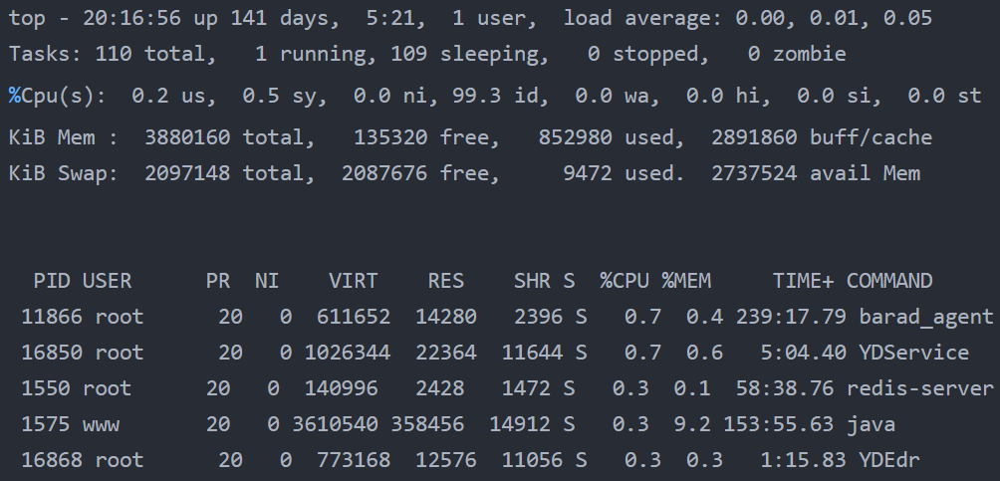 top - 20:16:56 up 141 days,  5:21,  1 user,  load average: 0.00, 0.01, 0.05
Tasks: 110 total,   1 running, 109 sleeping,   0 stopped,   0 zombie
%Cpu(s):  0.2 us,  0.5 sy,  0.0 ni, 99.3 id,  0.0 wa,  0.0 hi,  0.0 si,  0.0 st
KiB Mem :  3880160 total,   135320 free,   852980 used,  2891860 buff/cache
KiB Swap:  2097148 total,  2087676 free,     9472 used.  2737524 avail Mem
  PID USER      PR  NI    VIRT    RES    SHR S  %CPU %MEM     TIME+ COMMAND
 11866 root      20   0  611652  14280   2396 S   0.7  0.4 239:17.79 barad_agent
 16850 root      20   0 1026344  22364  11644 S   0.7  0.6   5:04.40 YDService
 1550 root      20   0  140996   2428   1472 S   0.3  0.1  58:38.76 redis-server
 1575 www       20   0 3610540 358456  14912 S   0.3  9.2 153:55.63 java
 16868 root      20   0  773168  12576  11056 S   0.3  0.3   1:15.83 YDEdr